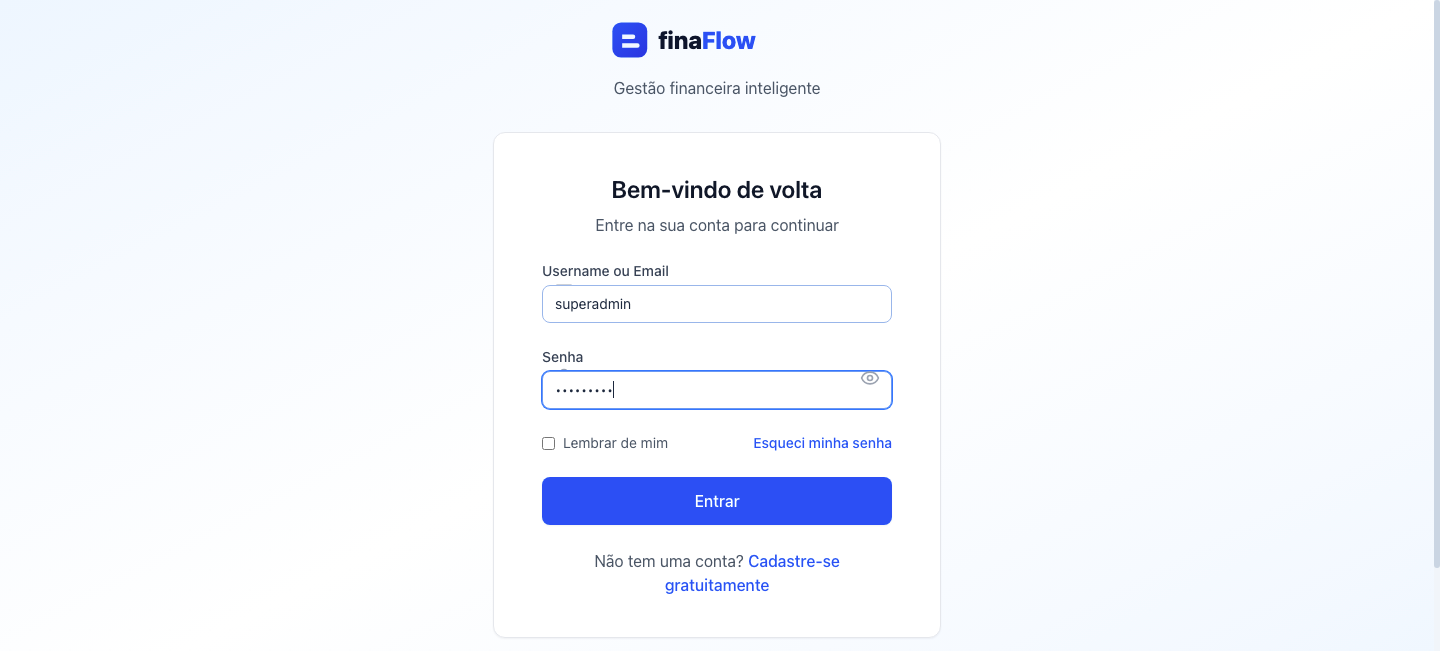 finaFlow
Gestão financeira inteligente
Bem-vindo de volta
Entre na sua conta para continuar
Username ou Email
superadmin
Senha
•••••••••
Lembrar de mim
Esqueci minha senha
Entrar
Não tem uma conta? Cadastre-se
gratuitamente